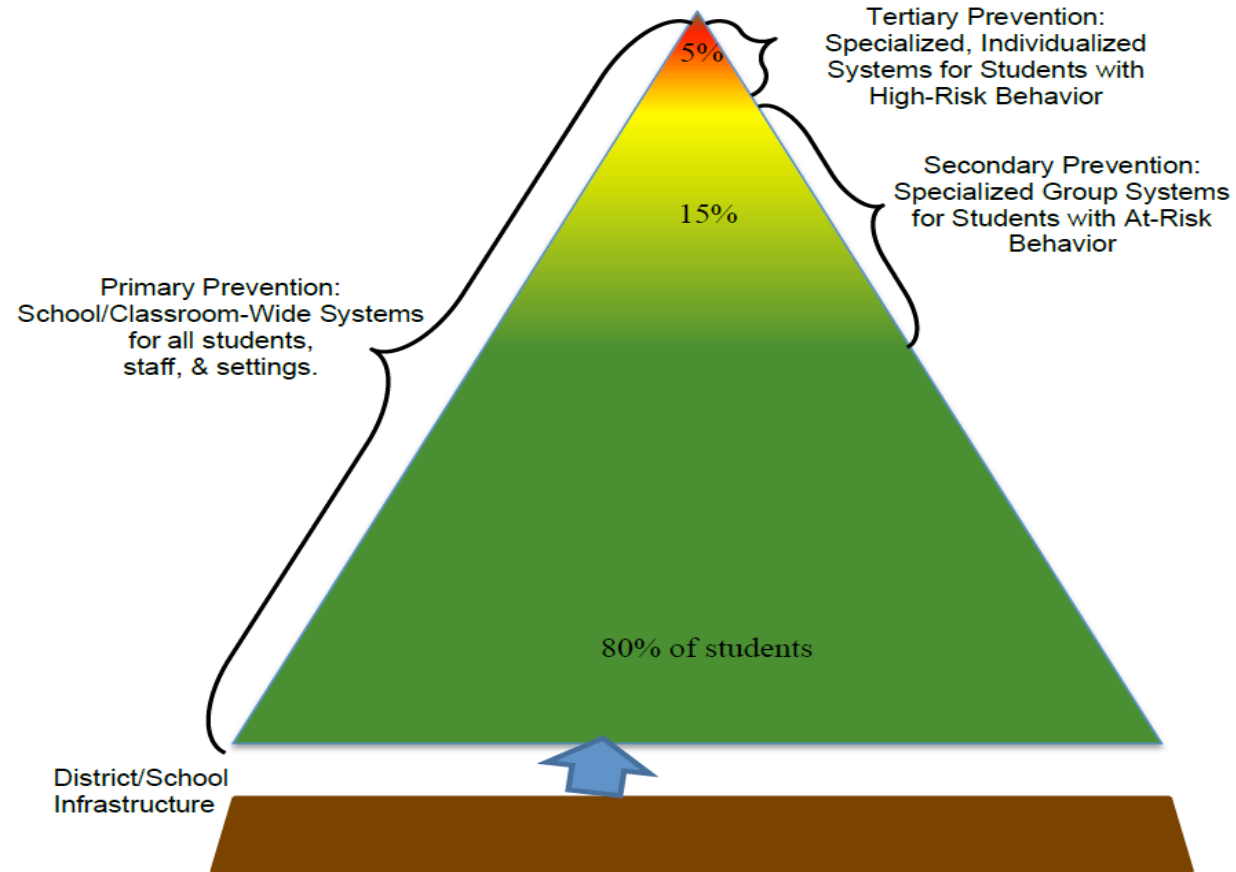 Tertiary Prevention:
Specialized, Individualized
Systems for Students with
High-Risk Behavior
5%
Secondary Prevention:
Specialized Group Systems
for Students with At-Risk
Behavior
15%
Primary Prevention:
School/Classroom-Wide Systems
for all students,
staff, & settings.
80% of students
District/School
Infrastructure